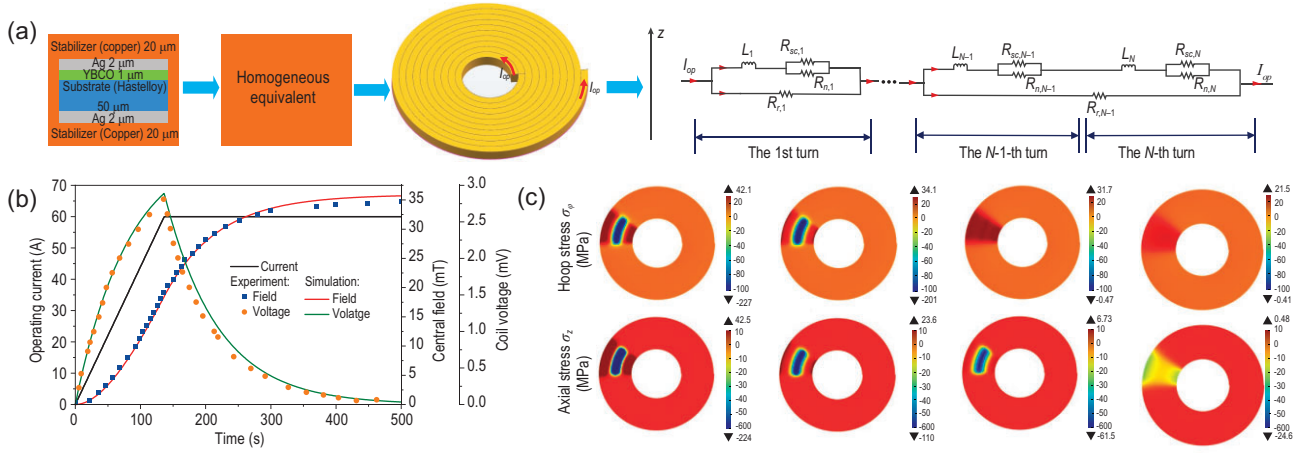 (a)
Stabilizer (copper) 20 μm
Ag 2 μm
YBCO 1 μm
Substrate (Hastelloy)
50 μm
Ag 2 μm
Stabilizer (Copper) 20 μm
Homogeneous
equivalent
I_op
I_op
z
I_op
L_1
R_sc,1
R_n,1
R_r,1
L_N–1
R_sc,N–1
R_n,N–1
L_N
R_sc,N
R_n,N
R_r,N–1
I_op
The 1st turn
The N-1-th turn
The N-th turn
(b)
Operating current (A)
70
60
50
40
30
20
10
0
0
100
200
300
400
500
Time (s)
Current
Experiment:
Field
Voltage
Simulation:
Field
Volatge
35
30
25
20
15
10
5
0
Central field (mT)
3.0
2.5
2.0
1.5
1.0
0.5
0.0
Coil voltage (mV)
(c)
Hoop stress σ_φ
(MPa)
▲ 42.1
20
0
-20
-40
-60
-80
-100
▼ -227
▲ 34.1
20
0
-20
-40
-60
-80
-100
▼ -201
▲ 31.7
20
0
-20
-40
-60
-80
-100
▼ -0.47
▲ 21.5
20
0
-20
-40
-60
-80
-100
▼ -0.41
Axial stress σ_z
(MPa)
▲ 42.5
10
0
-10
-20
-30
-40
-600
▼ -224
▲ 23.6
10
0
-10
-20
-30
-40
-600
▼ -110
▲ 6.73
10
0
-10
-20
-30
-40
-600
▼ -61.5
▲ 0.48
10
0
-10
-20
-30
-40
-600
▼ -24.6